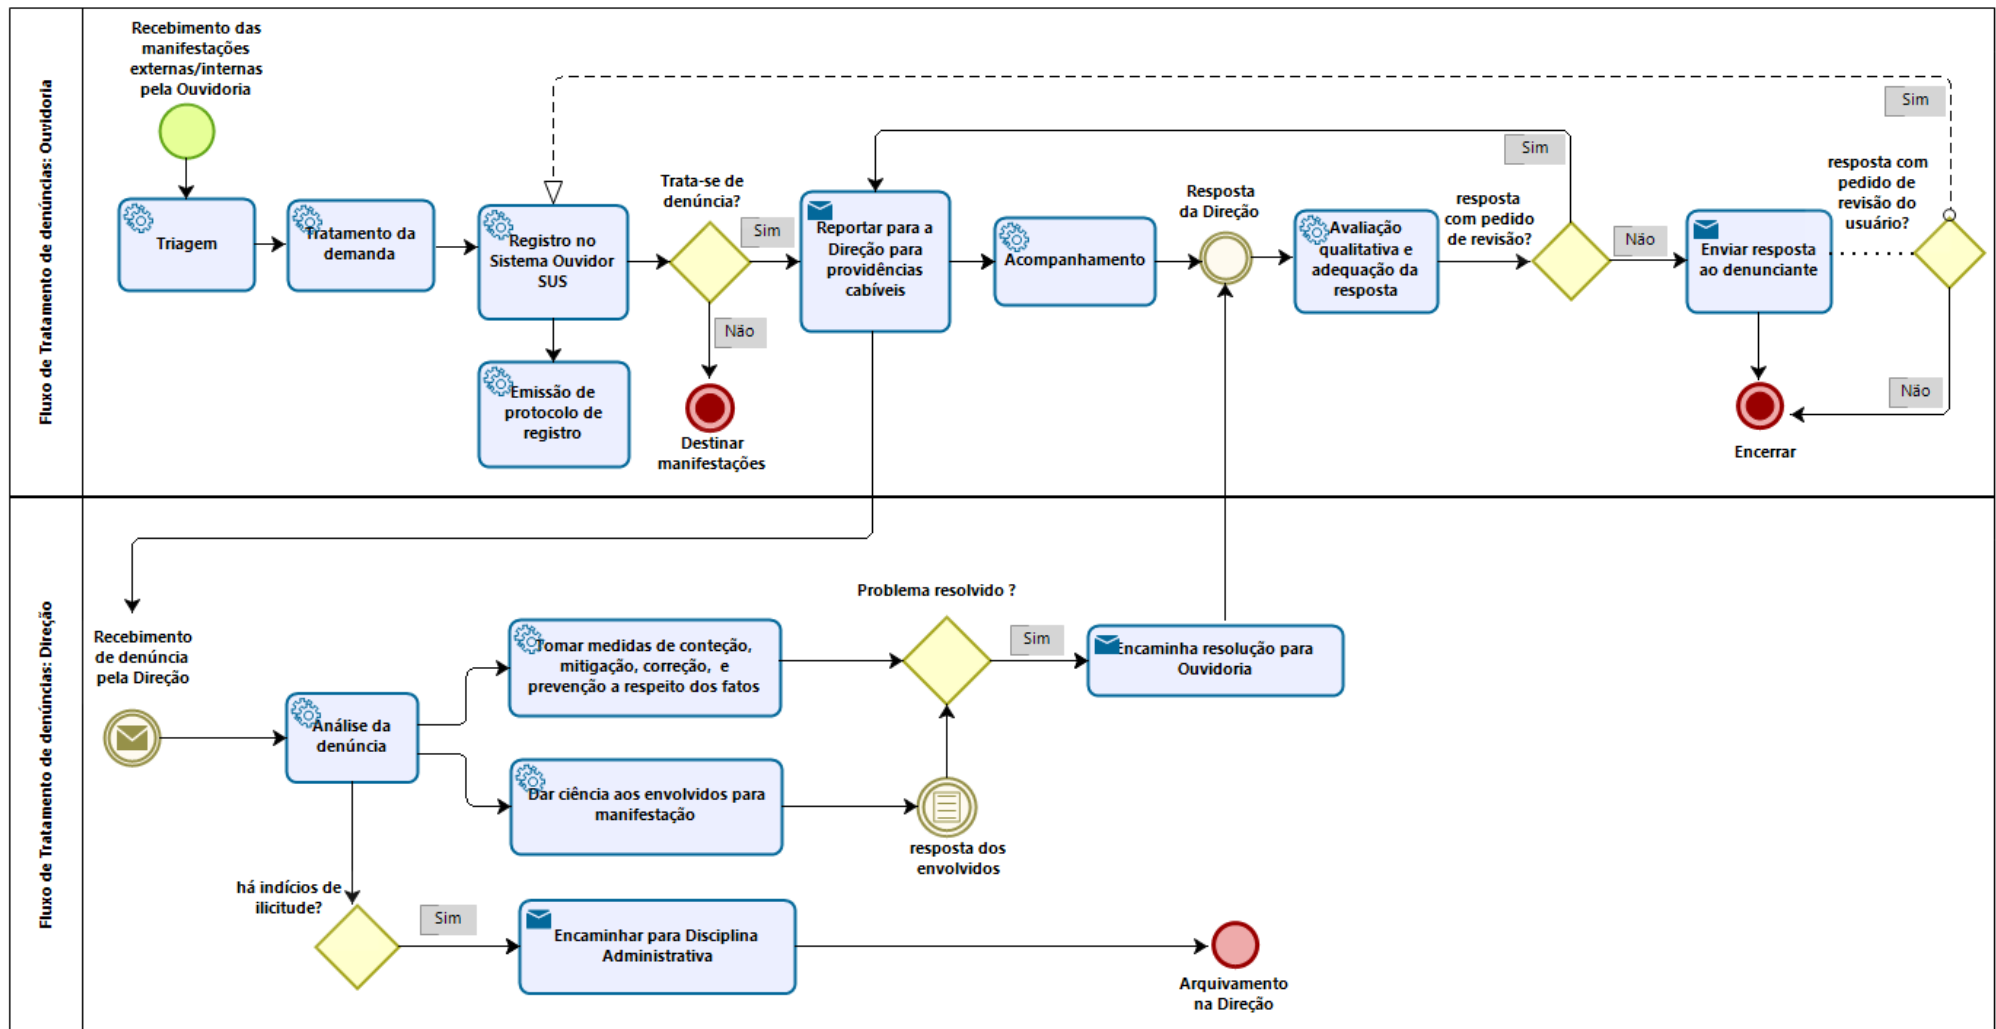 Fluxo de Tratamento de denúncias: Ouvidoria
Recebimento das
manifestações
externas/internas
pela Ouvidoria
Triagem
Tratamento da
demanda
Registro no
Sistema Ouvidor
SUS
Emissão de
protocolo de
registro
Trata-se de
denúncia?
Sim
Não
Destinar
manifestações
Reportar para a
Direção para
providências
cabíveis
Acompanhamento
Resposta
da Direção
Avaliação
qualitativa e
adequação da
resposta
resposta
com pedido
de revisão?
Sim
Não
Enviar resposta
ao denunciante
resposta com
pedido de
revisão do
usuário?
Sim
Não
Encerrar
Fluxo de Tratamento de denúncias: Direção
Recebimento
de denúncia
pela Direção
Análise da
denúncia
Tomar medidas de conteção,
mitigação, correção, e
prevenção a respeito dos fatos
Dar ciência aos envolvidos para
manifestação
resposta dos
envolvidos
Problema resolvido ?
Sim
Encaminha resolução para
Ouvidoria
há indícios de
ilicitude?
Sim
Encaminhar para Disciplina
Administrativa
Arquivamento
na Direção